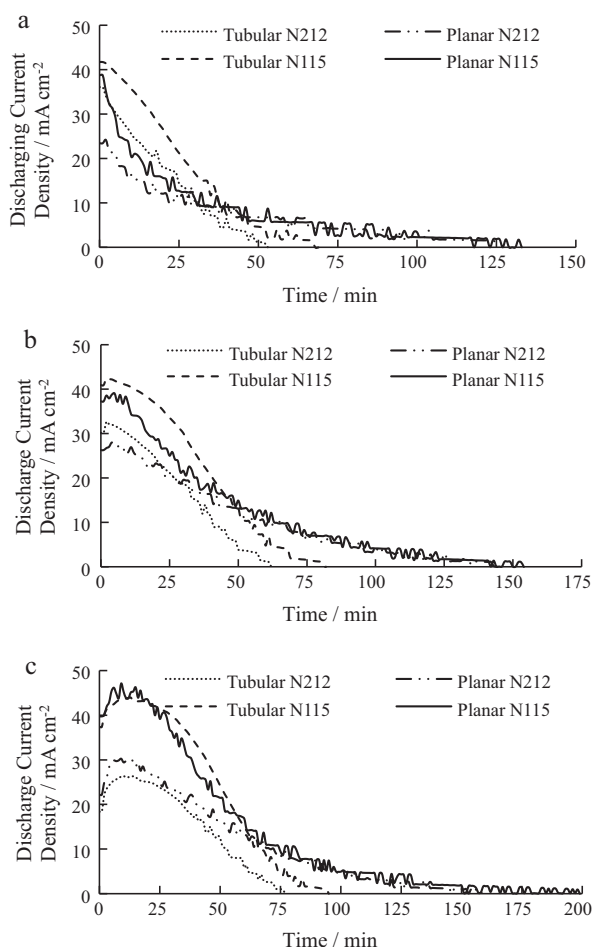 a
Tubular N212
Planar N212
Tubular N115
Planar N115
50
40
30
20
10
0
Discharging Current
Density / mA cm⁻²
0 25 50 75 100 125 150
Time / min
b
Tubular N212
Planar N212
Tubular N115
Planar N115
50
40
30
20
10
0
Discharge Current
Density / mA cm⁻²
0 25 50 75 100 125 150 175
Time / min
c
Tubular N212
Planar N212
Tubular N115
Planar N115
50
40
30
20
10
0
Discharge Current
Density / mA cm⁻²
0 25 50 75 100 125 150 175 200
Time / min